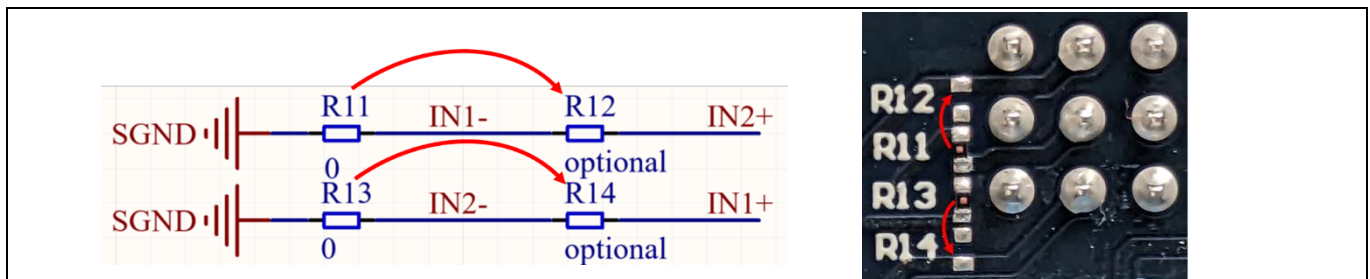 R11 IN1- R12 IN2+
SGND
0 optional
R13 IN2- R14 IN1+
SGND
0 optional
R12
R11
R13
R14